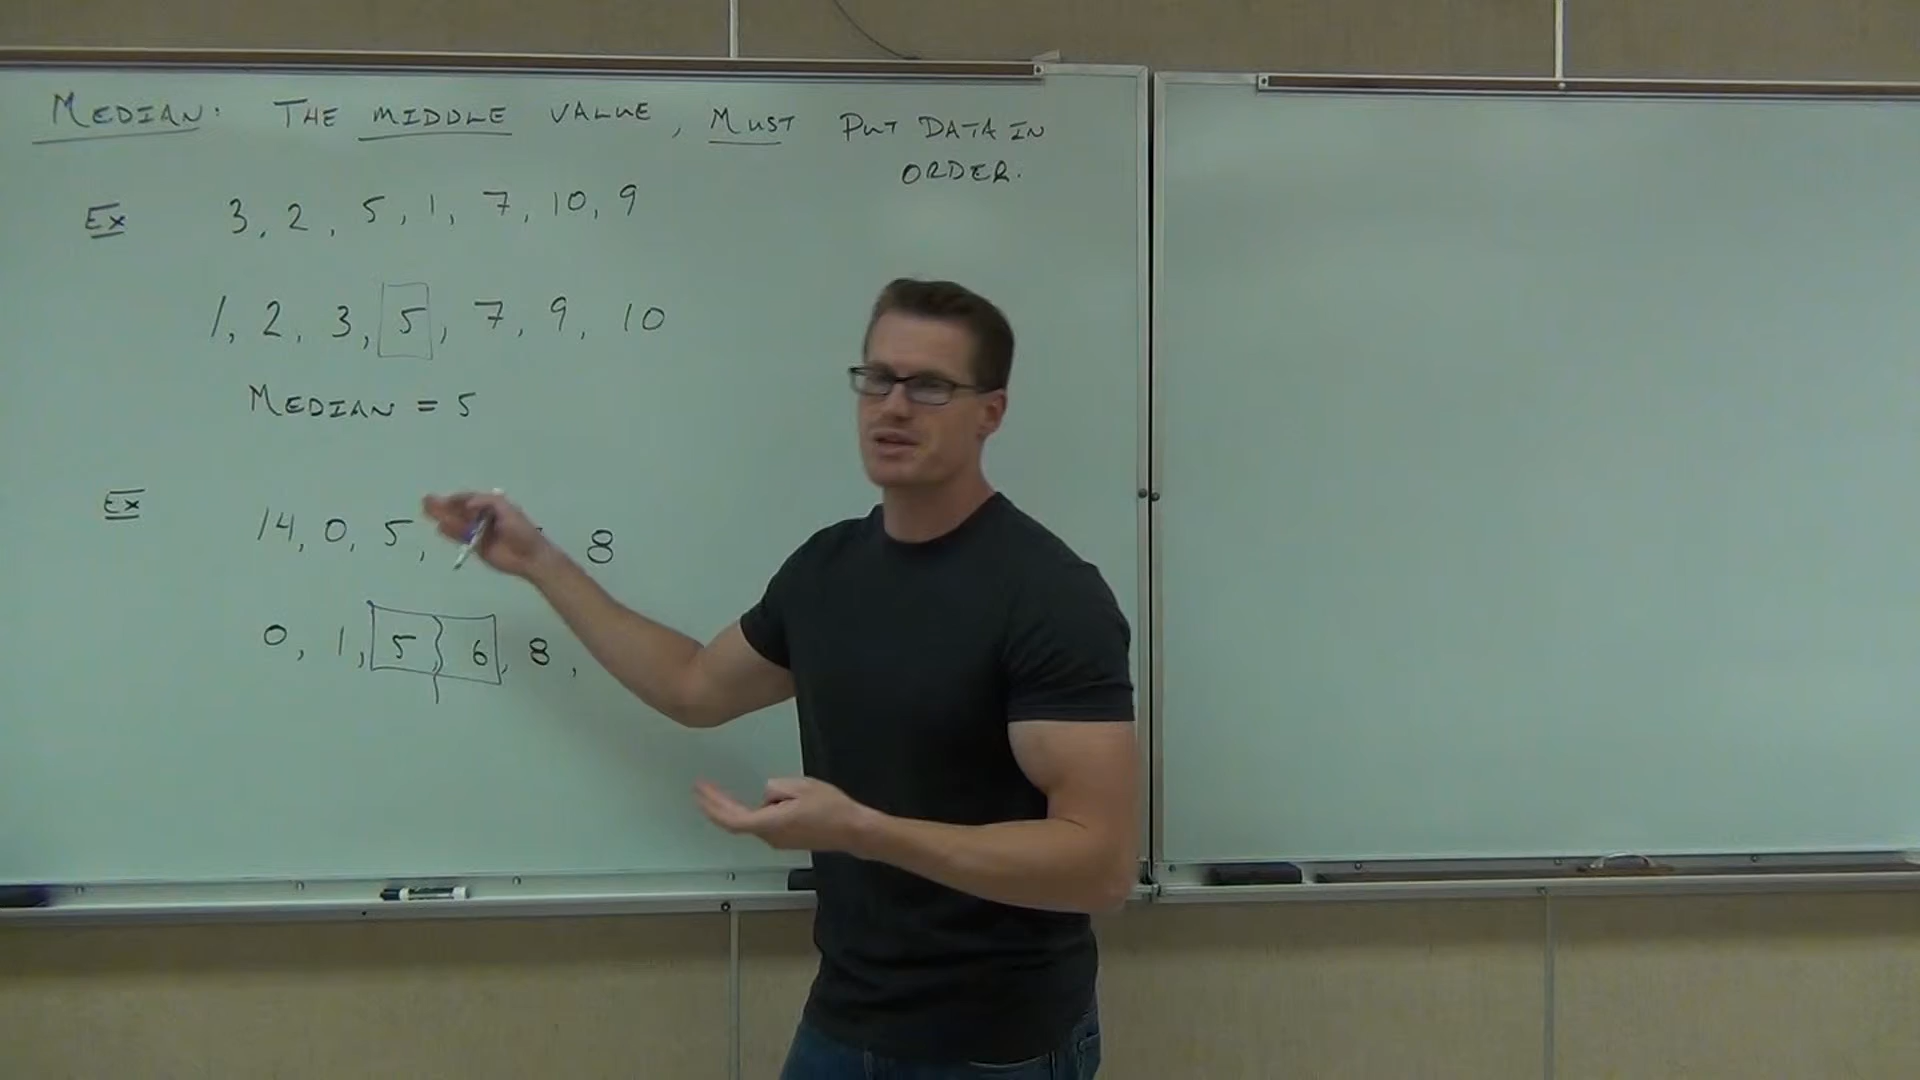 MEDIAN: THE MIDDLE VALUE, MUST PUT DATA IN
ORDER.
Ex 3, 2, 5, 1, 7, 10, 9
1, 2, 3, 5, 7, 9, 10
MEDIAN = 5
Ex 14, 0, 5, 8
0, 1, 5, 6, 8,